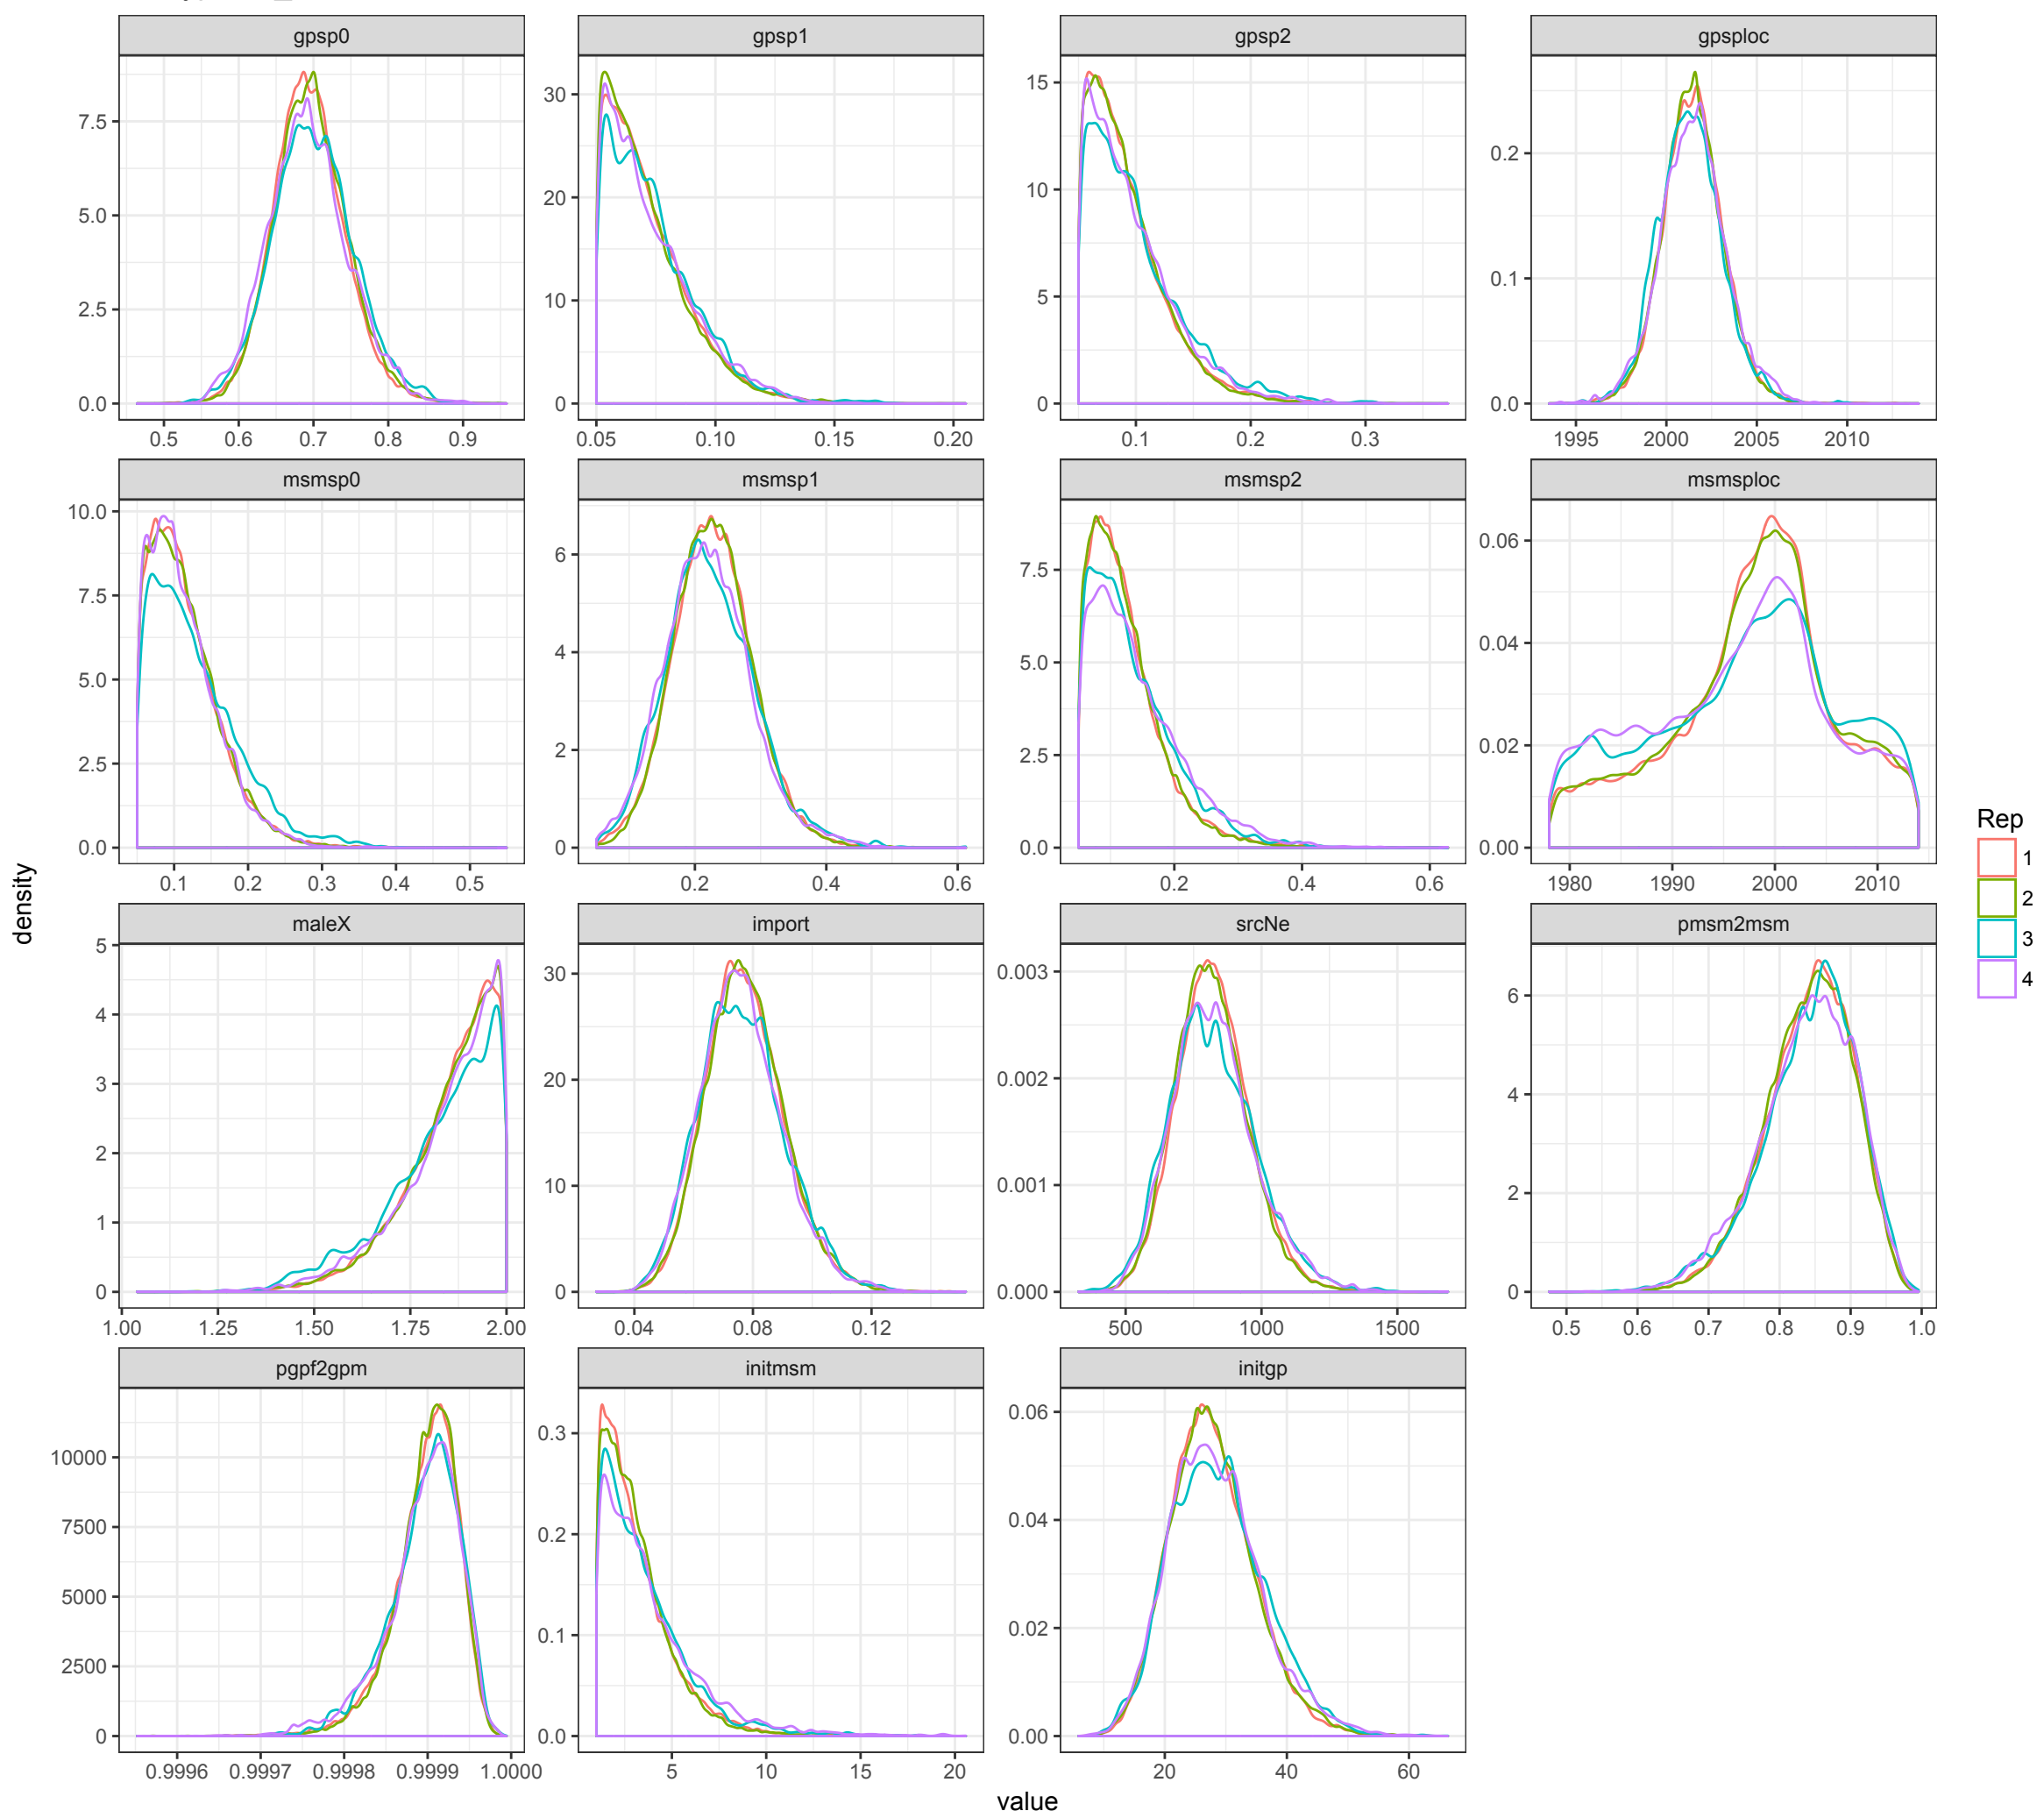 gpsp0 gpsp1 gpsp2 gpsploc
7.5 5.0 2.5 0.0
30 20 10 0
15 10 5 0
0.2 0.1 0.0
0.5 0.6 0.7 0.8 0.9
0.05 0.10 0.15 0.20
0.1 0.2 0.3
1995 2000 2005 2010
msmsp0 msmsp1 msmsp2 msmsploc
10.0 7.5 5.0 2.5 0.0
6 4 2 0
7.5 5.0 2.5 0.0
0.06 0.04 0.02 0.00
0.1 0.2 0.3 0.4 0.5
0.2 0.4 0.6
0.2 0.4 0.6
1980 1990 2000 2010
maleX import srcNe pmsm2msm
5 4 3 2 1 0
30 20 10 0
0.003 0.002 0.001 0.000
6 4 2 0
1.00 1.25 1.50 1.75 2.00
0.04 0.08 0.12
500 1000 1500
0.5 0.6 0.7 0.8 0.9 1.0
pgpf2gpm initmsm initgp
10000 7500 5000 2500 0
0.3 0.2 0.1 0.0
0.06 0.04 0.02 0.00
0.9996 0.9997 0.9998 0.9999 1.0000
5 10 15 20
20 40 60
density
value
Rep
1
2
3
4